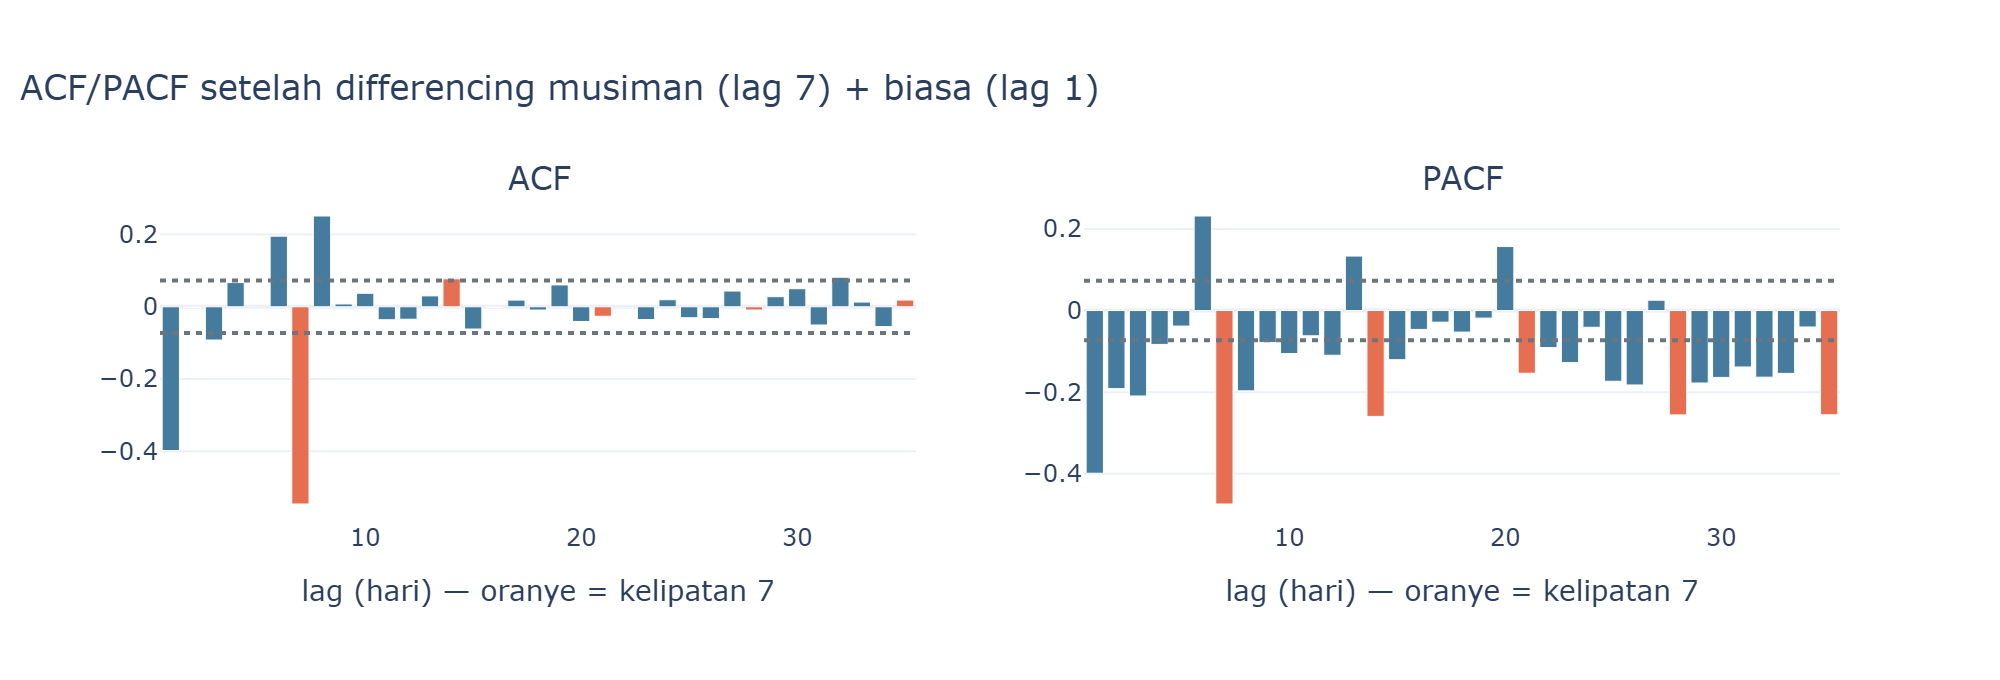 ACF/PACF setelah differencing musiman (lag 7) + biasa (lag 1)
ACF
0.2
0
−0.2
−0.4
10 20 30
lag (hari) — oranye = kelipatan 7
PACF
0.2
0
−0.2
−0.4
10 20 30
lag (hari) — oranye = kelipatan 7